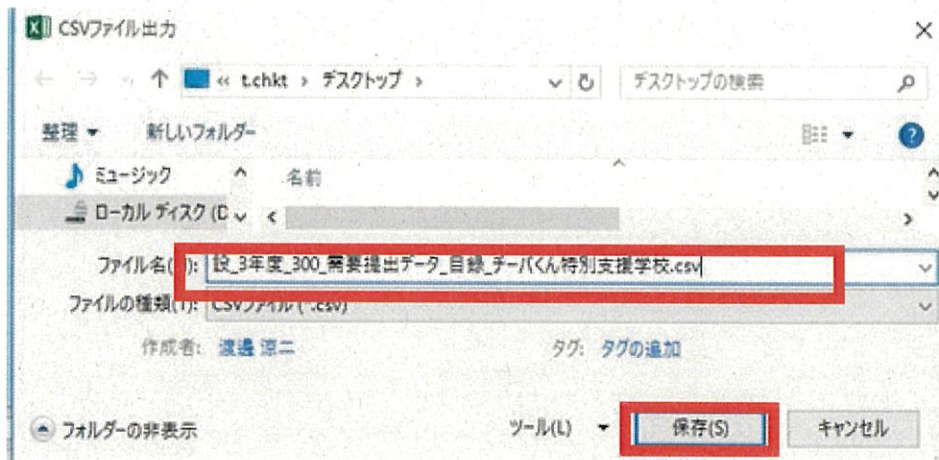 CSVファイル出力
« t.chkt › デスクトップ › デスクトップの検索
整理 新しいフォルダー
ミュージック 名前
ローカル ディスク (D
ファイル名( ): 設_3年度_300_需要提出データ_目録_チーバくん特別支援学校.csv
ファイルの種類(T): CSVファイル (*.csv)
作成者: 渡邉 涼二 タグ: タグの追加
フォルダーの非表示 ツール(L) 保存(S) キャンセル